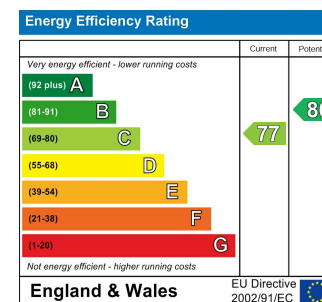 Energy Efficiency Rating
Current
Very energy efficient - lower running costs
(92 plus) A
(81-91) B
(69-80) C
77
(55-68) D
(39-54) E
(21-38) F
(1-20) G
Not energy efficient - higher running costs
England & Wales
EU Directive
2002/91/EC